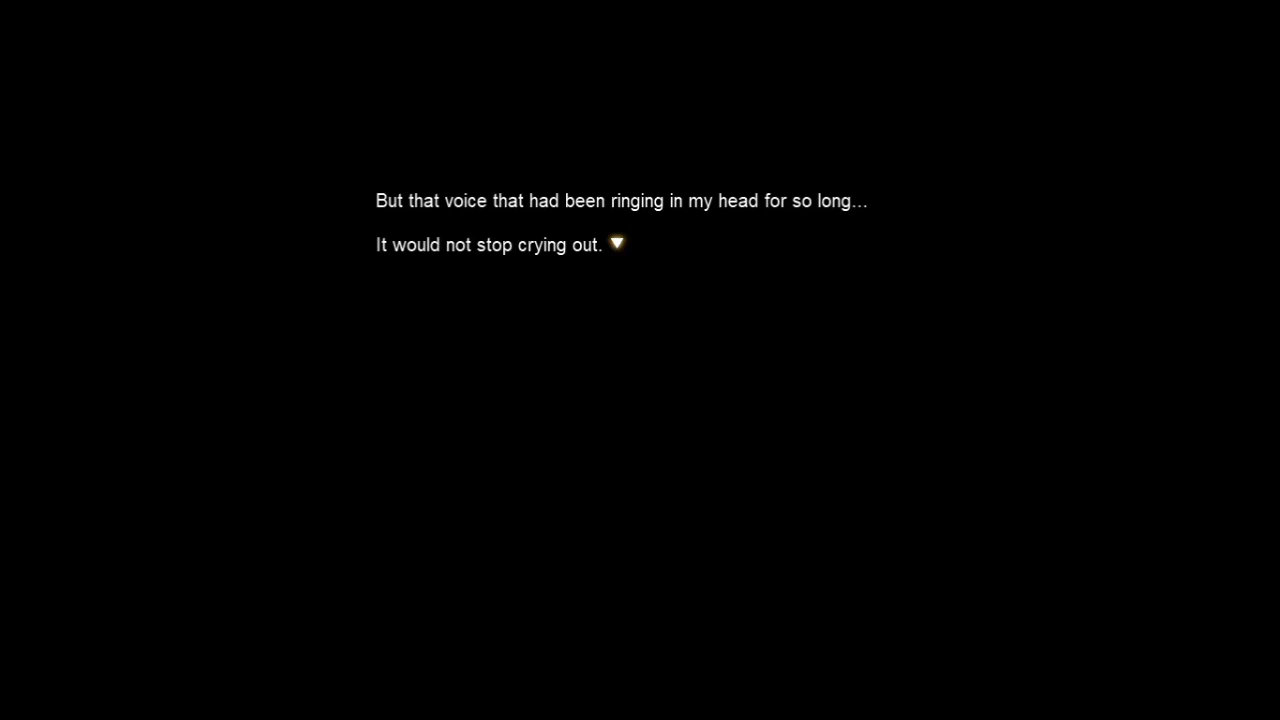 But that voice that had been ringing in my head for so long...
It would not stop crying out.